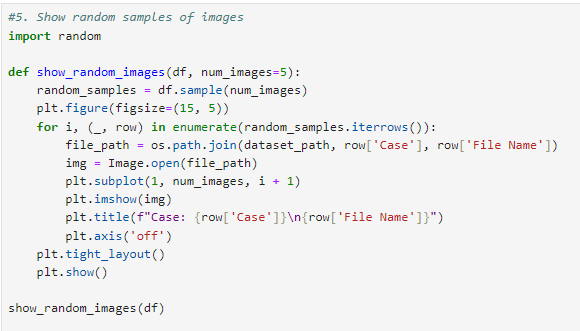 #5. Show random samples of images
import random

def show_random_images(df, num_images=5):
    random_samples = df.sample(num_images)
    plt.figure(figsize=(15, 5))
    for i, (_, row) in enumerate(random_samples.iterrows()):
        file_path = os.path.join(dataset_path, row['Case'], row['File Name'])
        img = Image.open(file_path)
        plt.subplot(1, num_images, i + 1)
        plt.imshow(img)
        plt.title(f"Case: {row['Case']}\n{row['File Name']}")
        plt.axis('off')
    plt.tight_layout()
    plt.show()

show_random_images(df)